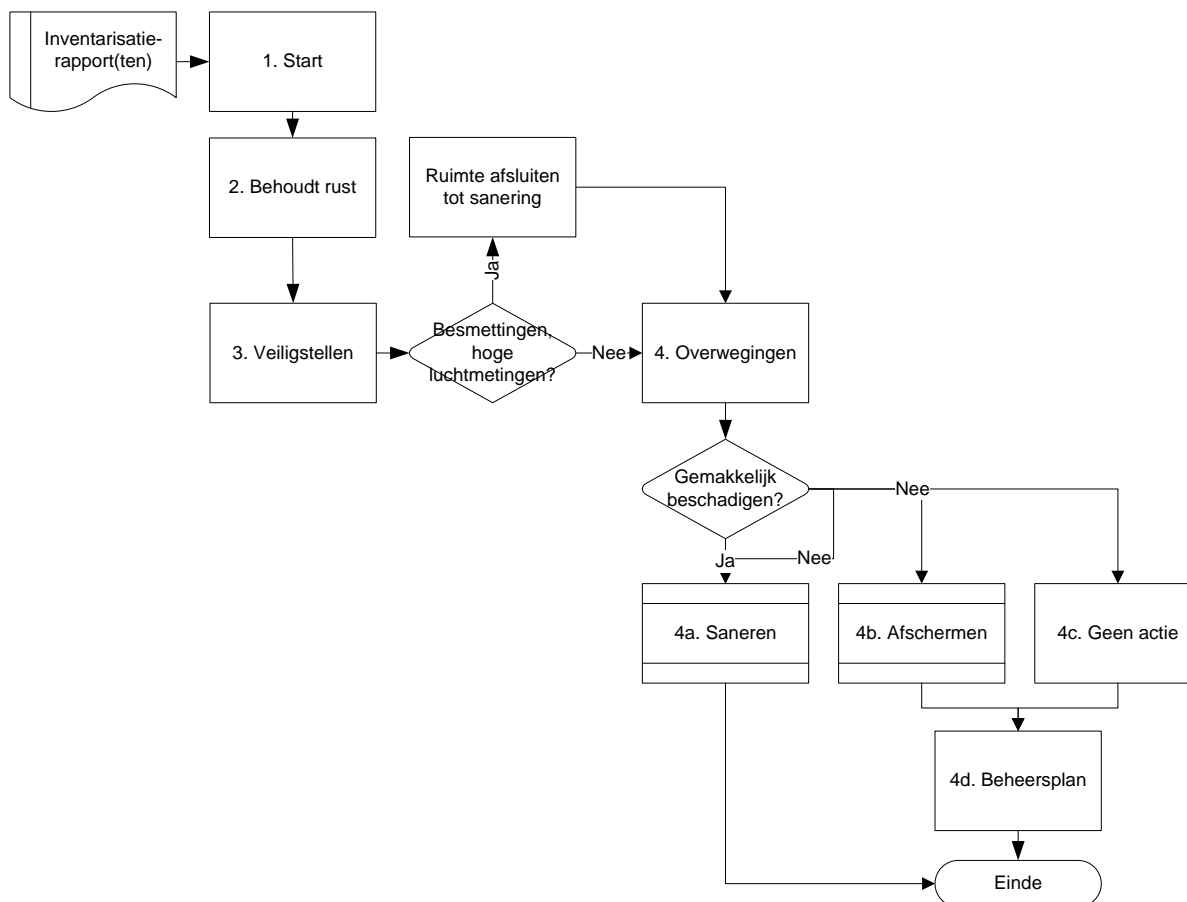 Inventarisatie-
rapport(ten)
1. Start
2. Behoudt rust
Ruimte afsluiten
tot sanering
Ja
3. Veiligstellen
Besmettingen,
hoge
luchtmetingen?
Nee
4. Overwegingen
Gemakkelijk
beschadigen?
Nee
Ja
Nee
4a. Saneren
4b. Afschermen
4c. Geen actie
4d. Beheersplan
Einde